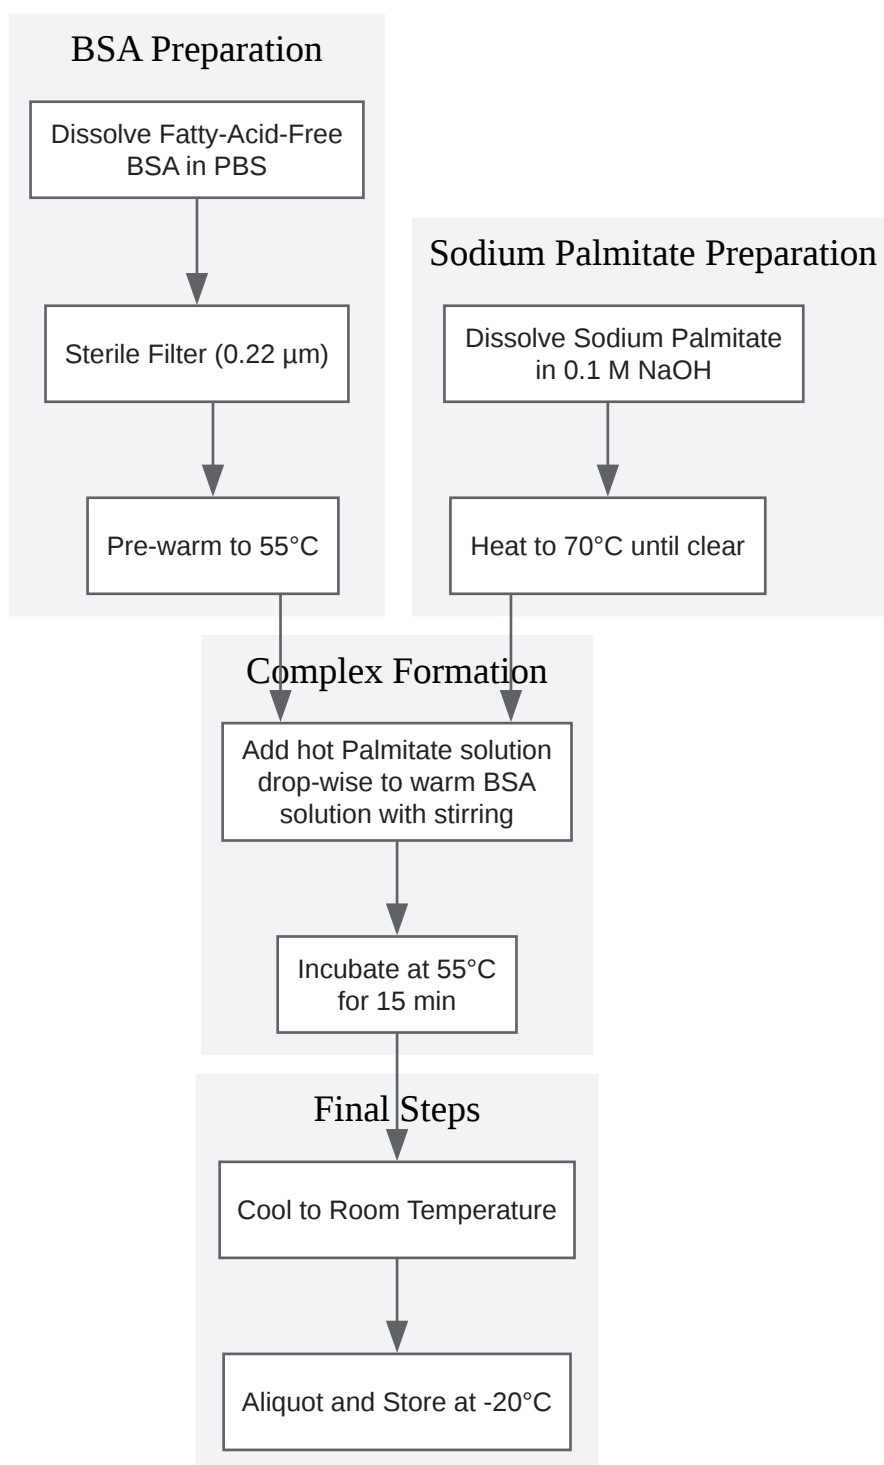 BSA Preparation
Dissolve Fatty-Acid-Free
BSA in PBS
Sterile Filter (0.22 µm)
Pre-warm to 55°C
Sodium Palmitate Preparation
Dissolve Sodium Palmitate
in 0.1 M NaOH
Heat to 70°C until clear
Complex Formation
Add hot Palmitate solution
drop-wise to warm BSA
solution with stirring
Incubate at 55°C
for 15 min
Final Steps
Cool to Room Temperature
Aliquot and Store at -20°C